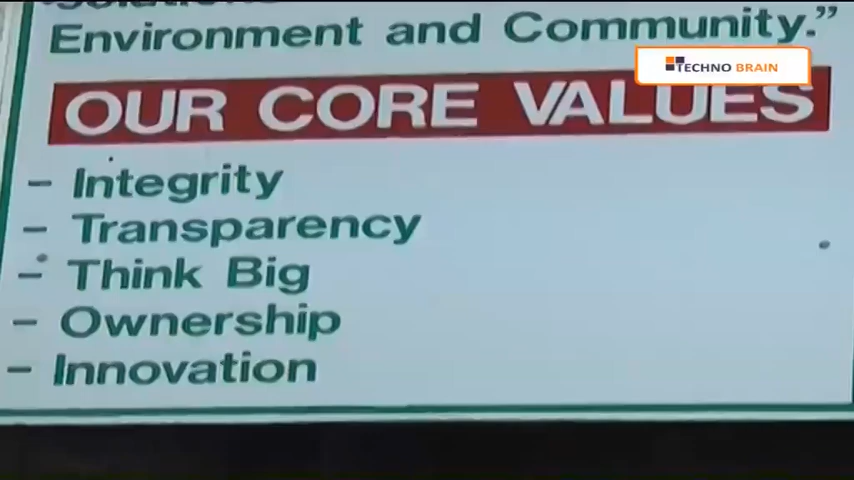 Environment and Community.”
TECHNO BRAIN
OUR CORE VALUES
- Integrity
- Transparency
- Think Big
- Ownership
- Innovation